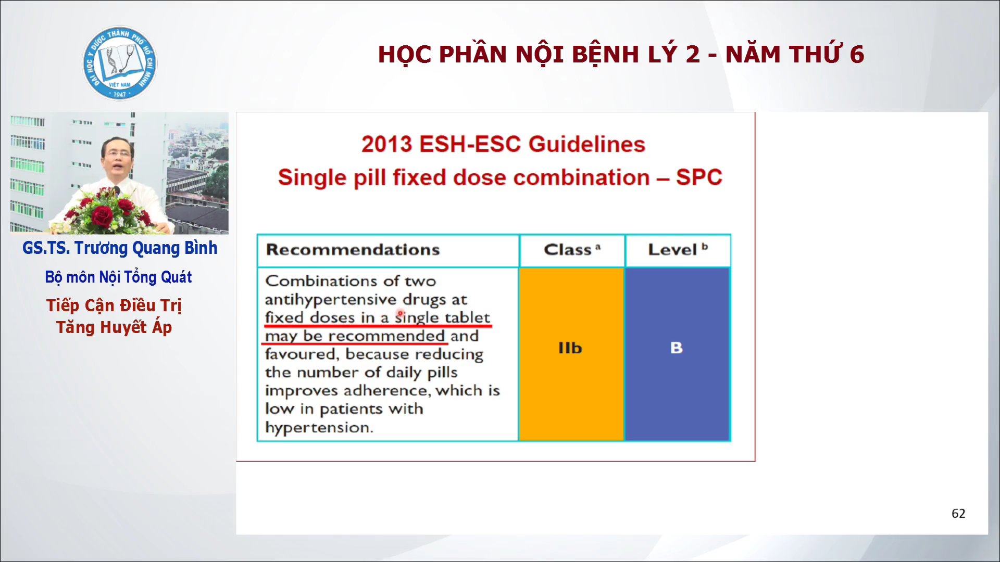 ĐẠI HỌC Y DƯỢC THÀNH PHỐ HỒ CHÍ MINH
VIỆT NAM
1947
HỌC PHẦN NỘI BỆNH LÝ 2 - NĂM THỨ 6
GS.TS. Trương Quang Bình
Bộ môn Nội Tổng Quát
Tiếp Cận Điều Trị
Tăng Huyết Áp
2013 ESH-ESC Guidelines
Single pill fixed dose combination – SPC
Recommendations Class a Level b
Combinations of two
antihypertensive drugs at
fixed doses in a single tablet
may be recommended and
favoured, because reducing
the number of daily pills
improves adherence, which is
low in patients with
hypertension.
IIb
B
62